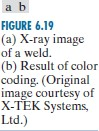 a b
FIGURE 6.19
(a) X-ray image
of a weld.
(b) Result of color
coding. (Original
image courtesy of
X-TEK Systems,
Ltd.)